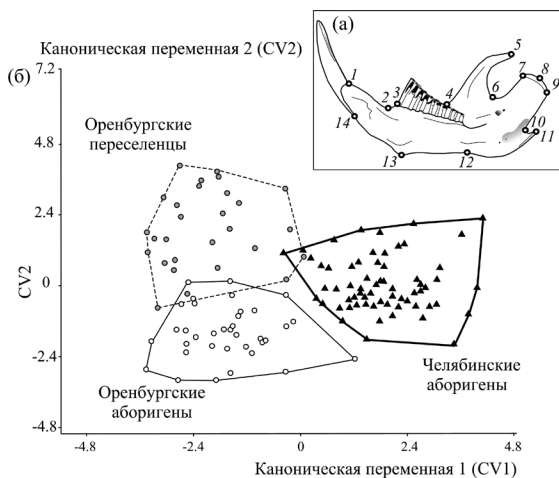 (а)
1
2
3
4
5
6
7
8
9
10
11
12
13
14
Каноническая переменная 2 (CV2)
(б)
7.2
4.8
2.4
0
-2.4
-4.8
CV2
Оренбургские
переселенцы
Оренбургские
аборигены
Челябинские
аборигены
-4.8
-2.4
0
2.4
4.8
Каноническая переменная 1 (CV1)